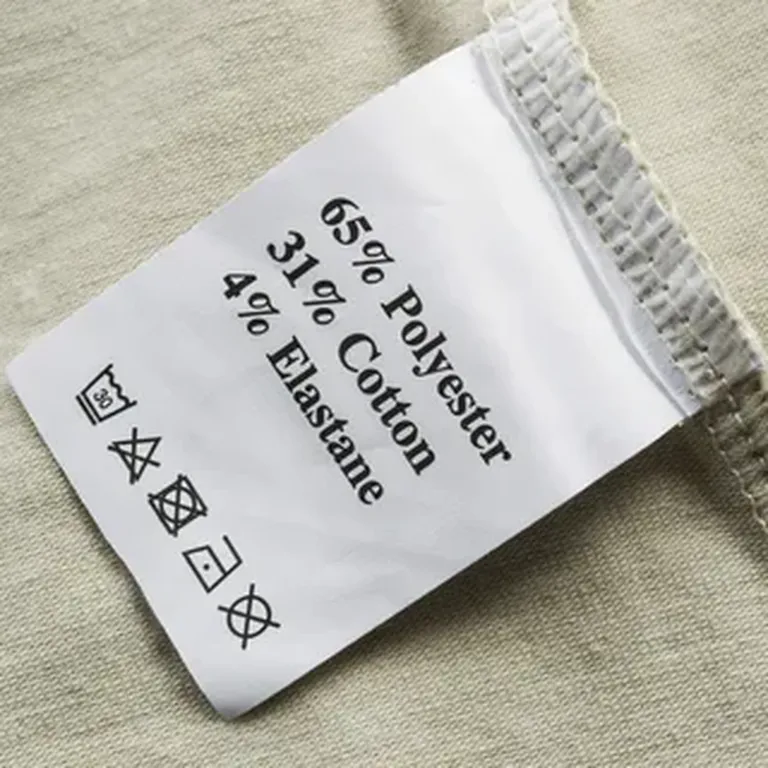 65% Polyester
31% Cotton
4% Elastane
30